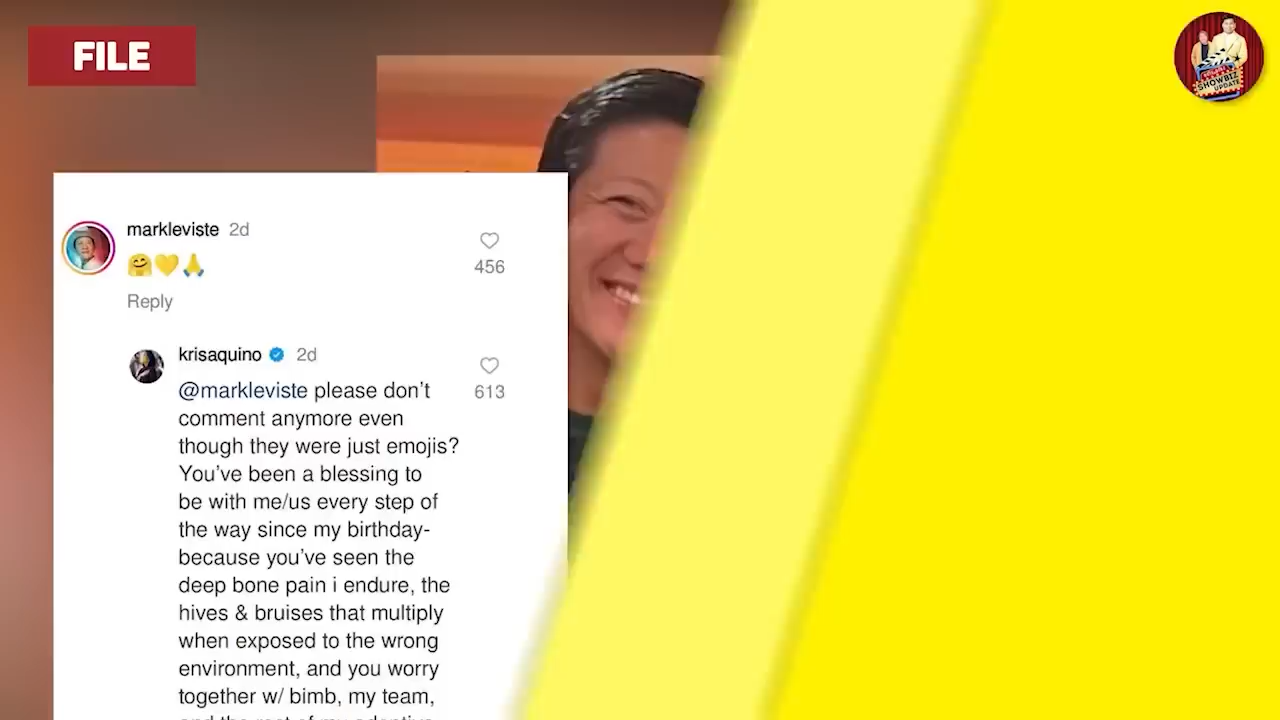 FILE
SHOWBIZ
UPDATE
markleviste 2d
🤗💛🙏
456
Reply
krisaquino 2d
@markleviste please don't
613
comment anymore even
though they were just emojis?
You've been a blessing to
be with me/us every step of
the way since my birthday-
because you've seen the
deep bone pain i endure, the
hives & bruises that multiply
when exposed to the wrong
environment, and you worry
together w/ bimb, my team,